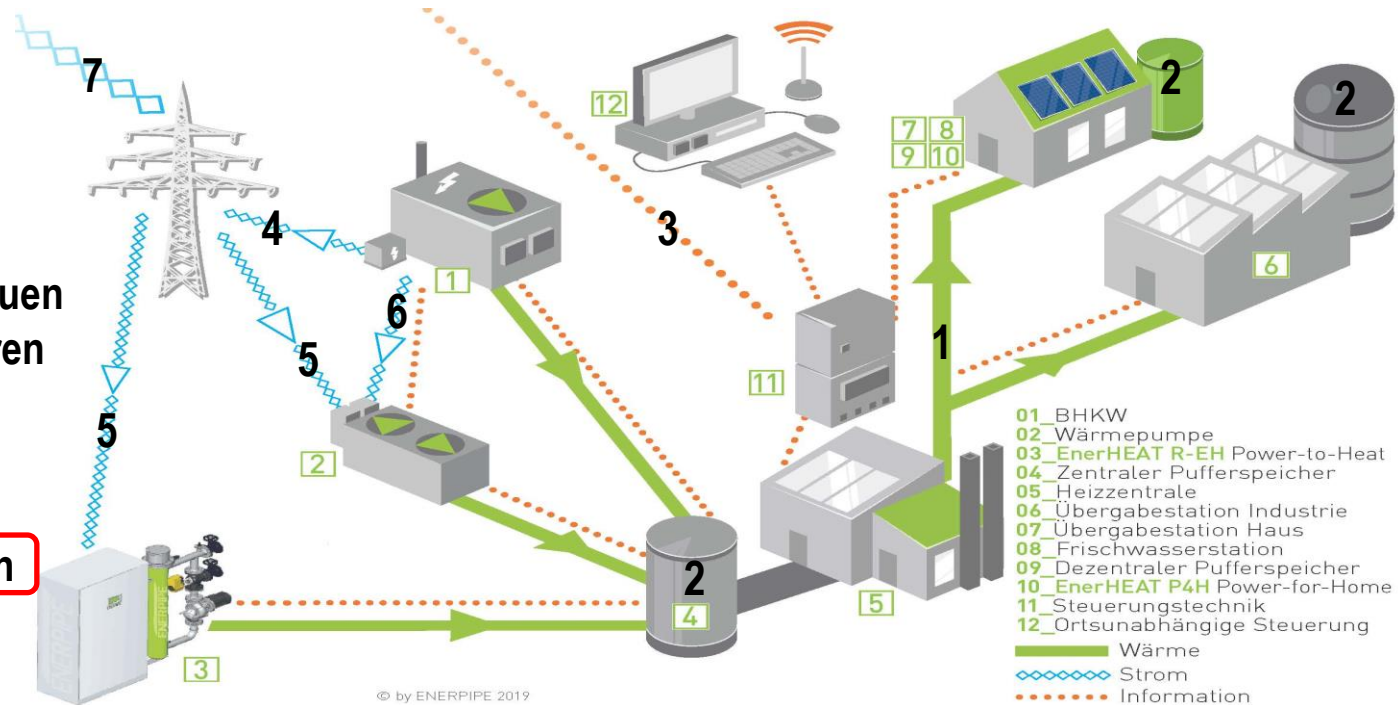 7
12
2
2
7 8
9 10
3
4
1
6
6
uen
ren
5
11
1
5
2
01_BHKW
02_Wärmepumpe
03_EnerHEAT R-EH Power-to-Heat
04_Zentraler Pufferspeicher
05_Heizzentrale
06_Übergabestation Industrie
07_Übergabestation Haus
08_Frischwasserstation
09_Dezentraler Pufferspeicher
10_EnerHEAT P4H Power-for-Home
11_Steuerungstechnik
12_Ortsunabhängige Steuerung
Wärme
Strom
Information
n
ENERPIPE
2
4
5
3
© by ENERPIPE 2019